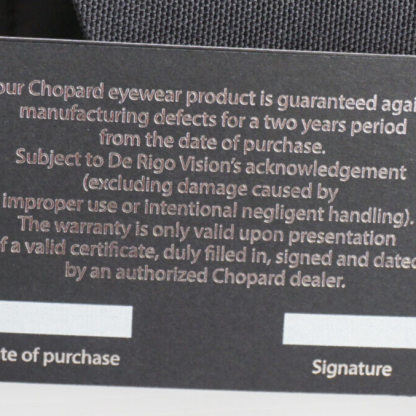 our Chopard eyewear product is guaranteed agai
manufacturing defects for a two years period
from the date of purchase.
Subject to De Rigo Vision's acknowledgement
(excluding damage caused by
improper use or intentional negligent handling).
The warranty is only valid upon presentation
f a valid certificate, duly filled in, signed and dated
by an authorized Chopard dealer.
te of purchase
Signature